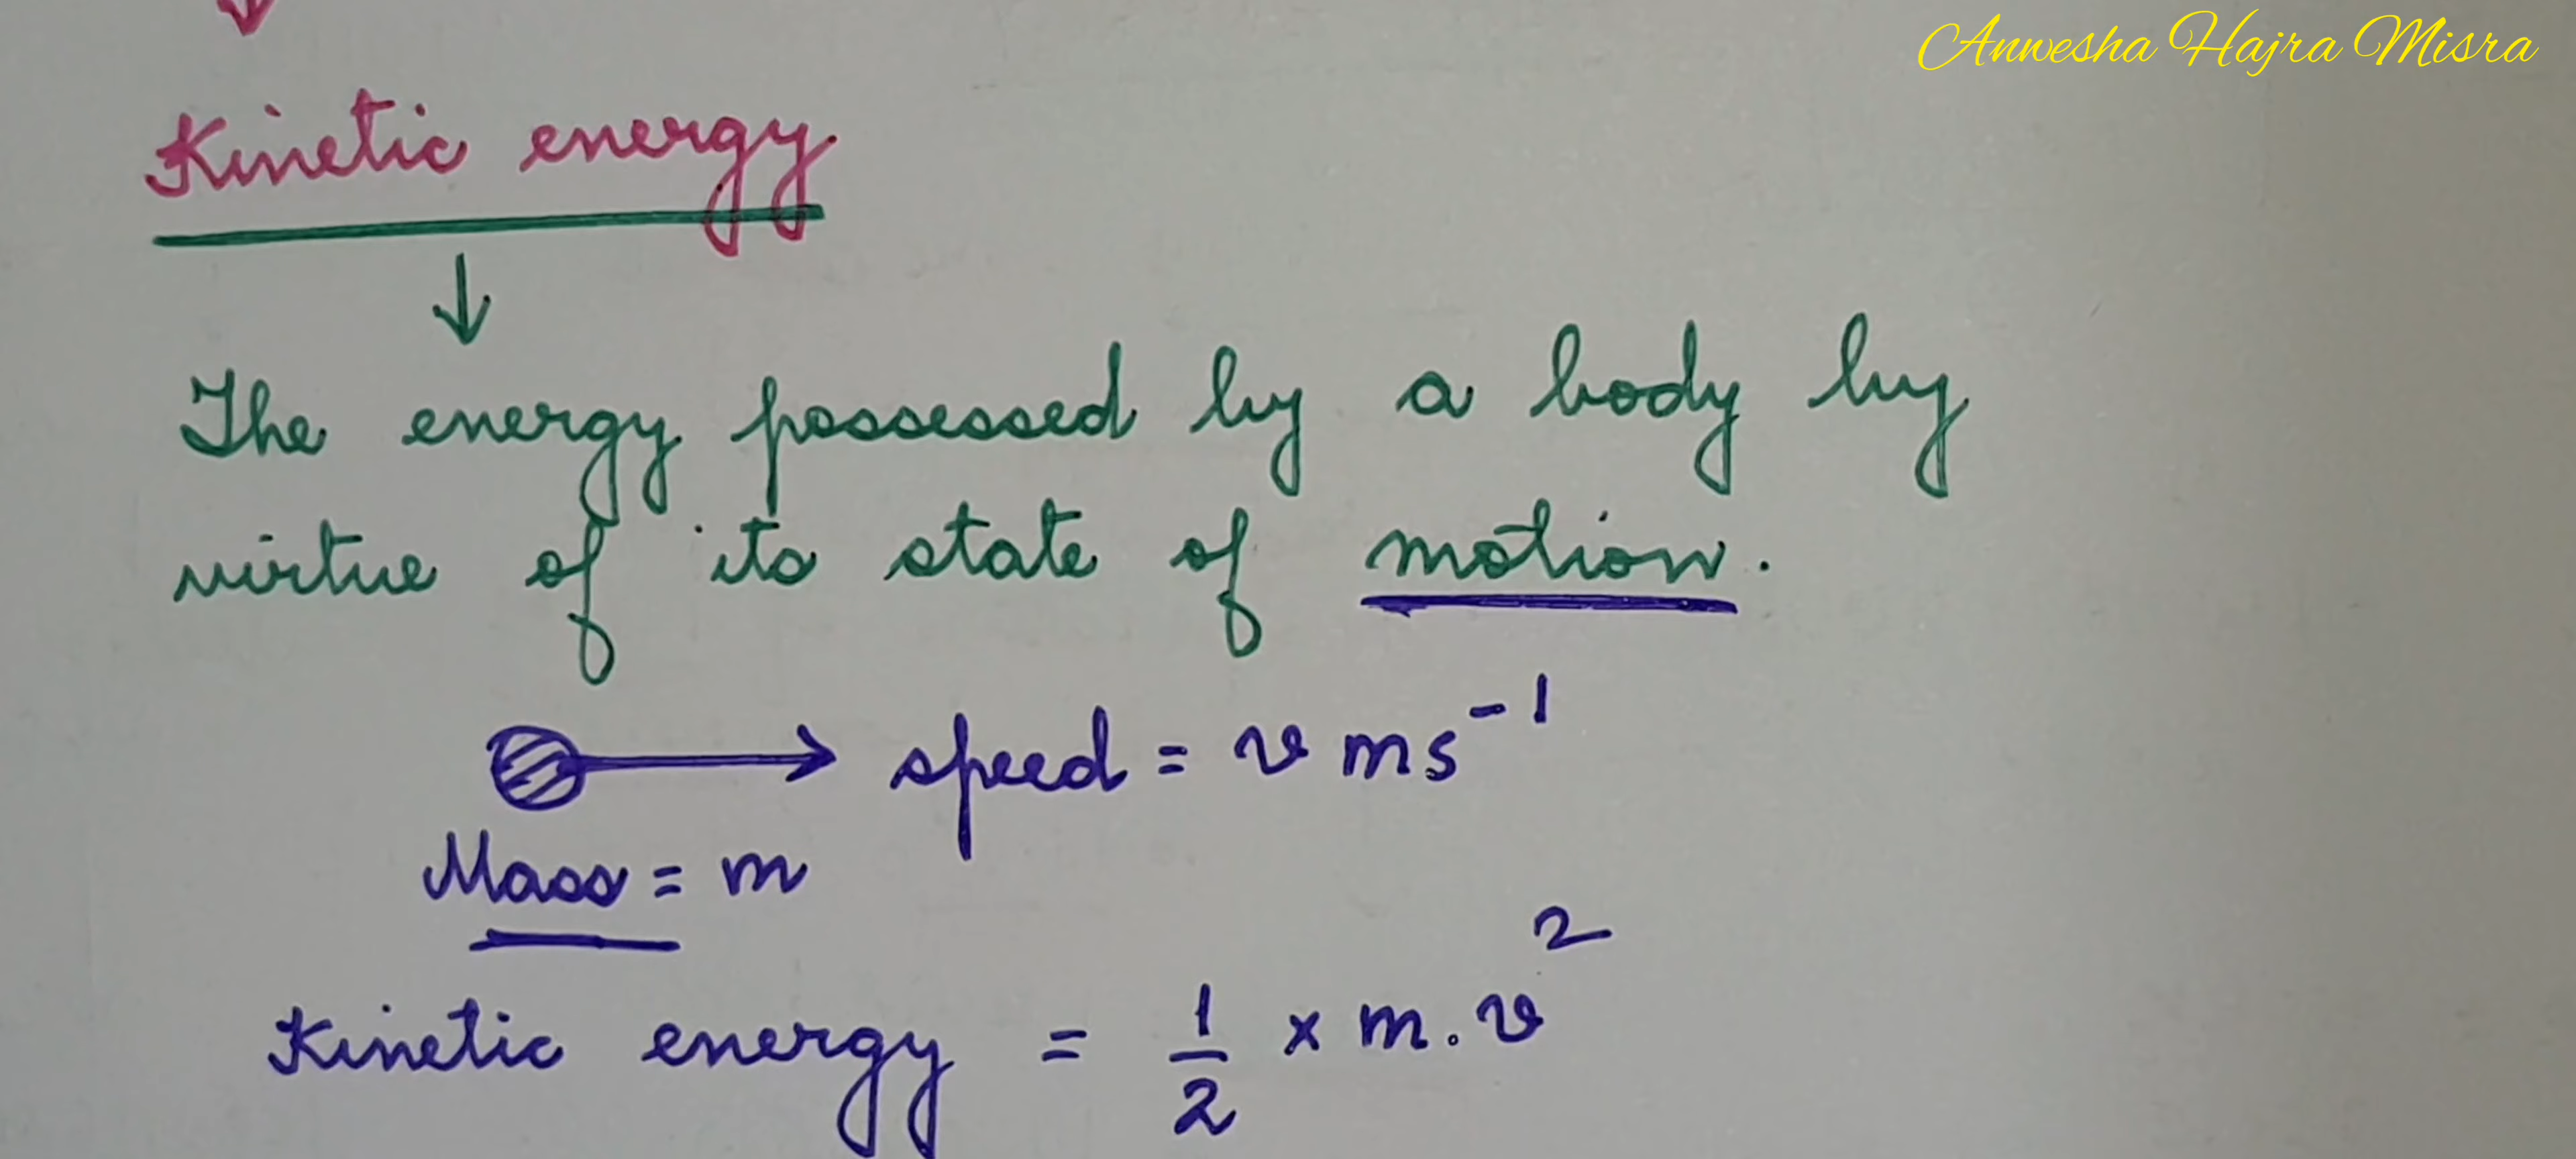 Anwesha Hajra Misra
Kinetic energy
The energy possessed by a body by
virtue of its state of motion.
speed = v ms⁻¹
Mass = m
Kinetic energy = 1/2 × m.v²